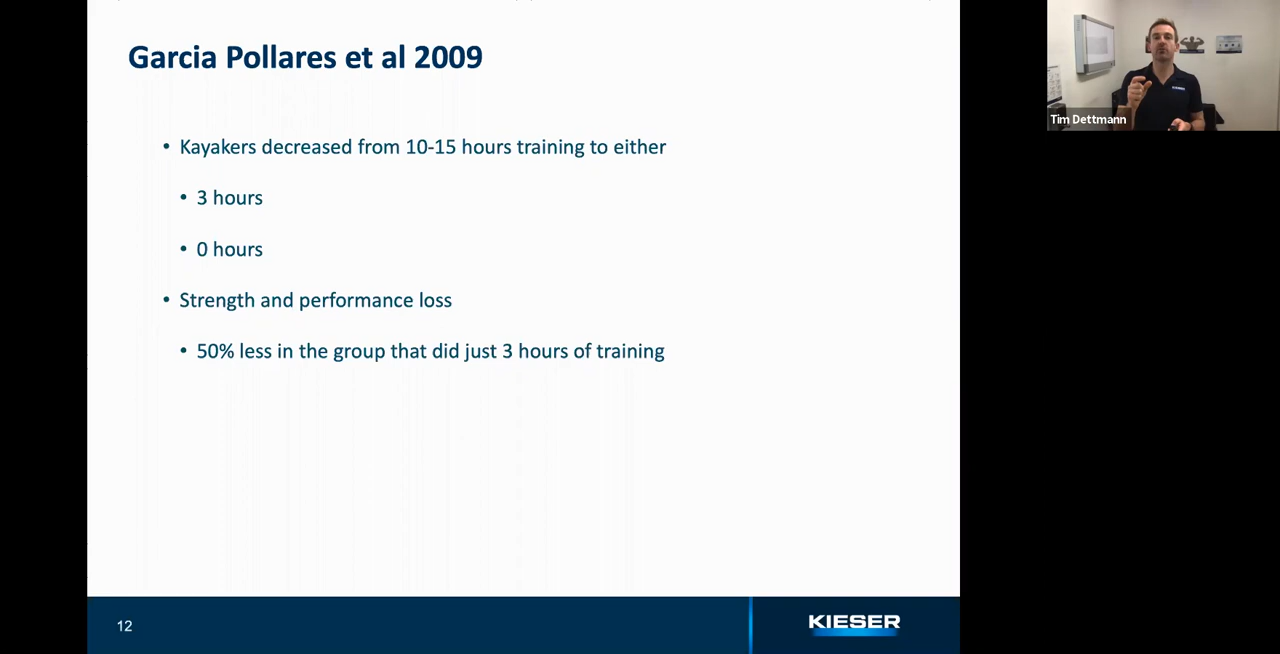 Garcia Pollares et al 2009
• Kayakers decreased from 10-15 hours training to either
• 3 hours
• 0 hours
• Strength and performance loss
• 50% less in the group that did just 3 hours of training
12
KIESER
Tim Dettmann